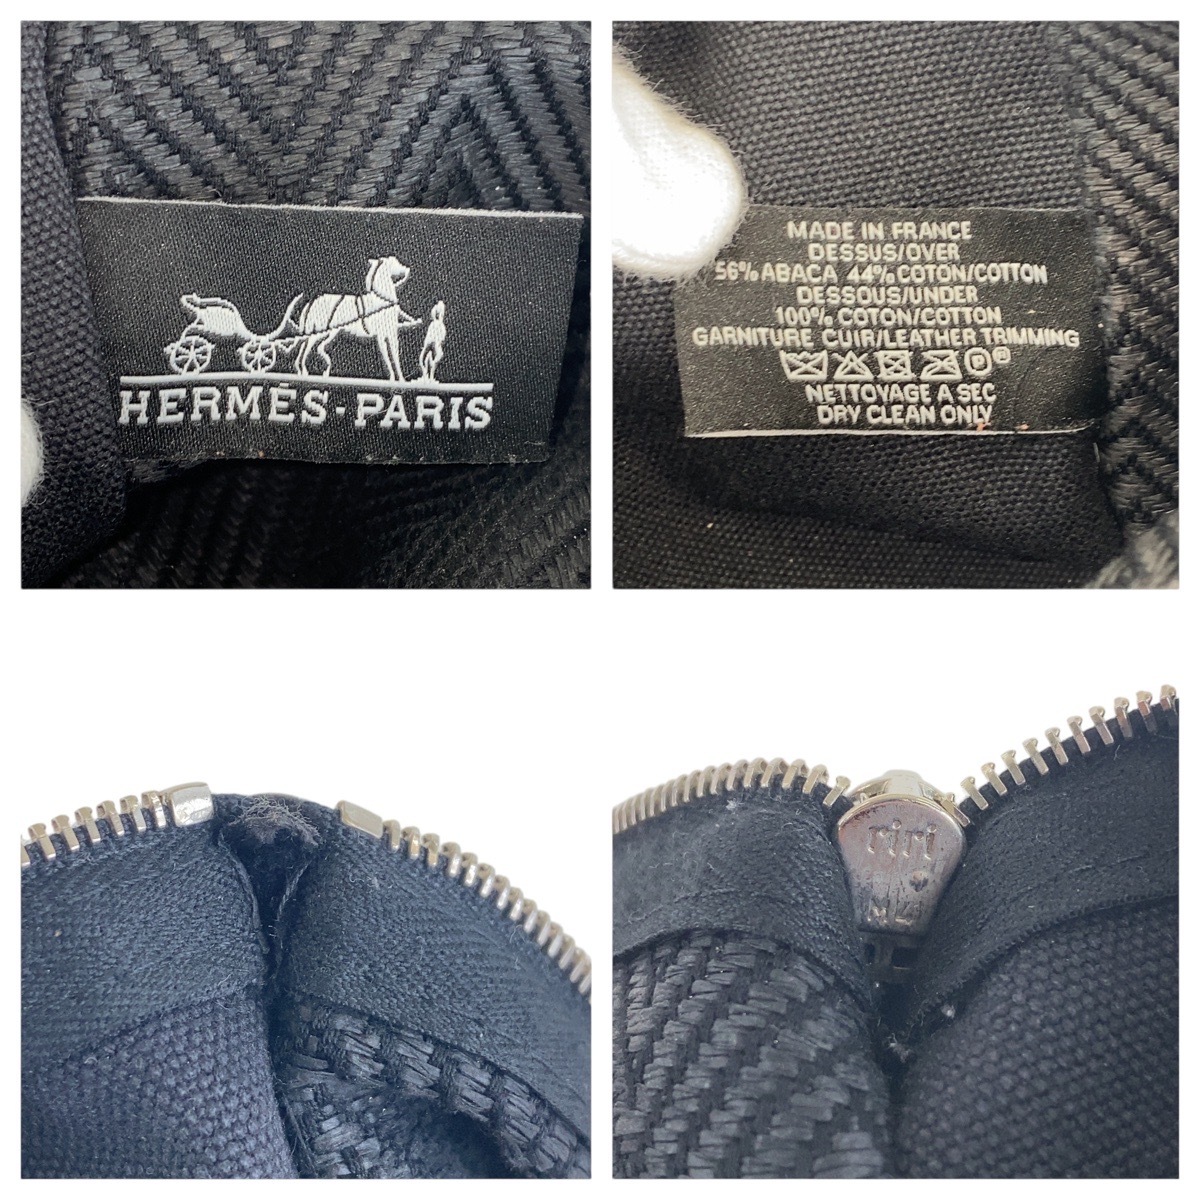 HERMÈS-PARIS
MADE IN FRANCE
DESSUS/OVER
56% ABACA 44% COTON/COTTON
DESSOUS/UNDER
100% COTON/COTTON
GARNITURE CUIR/LEATHER TRIMMING
NETTOYAGE A SEC
DRY CLEAN ONLY
riri